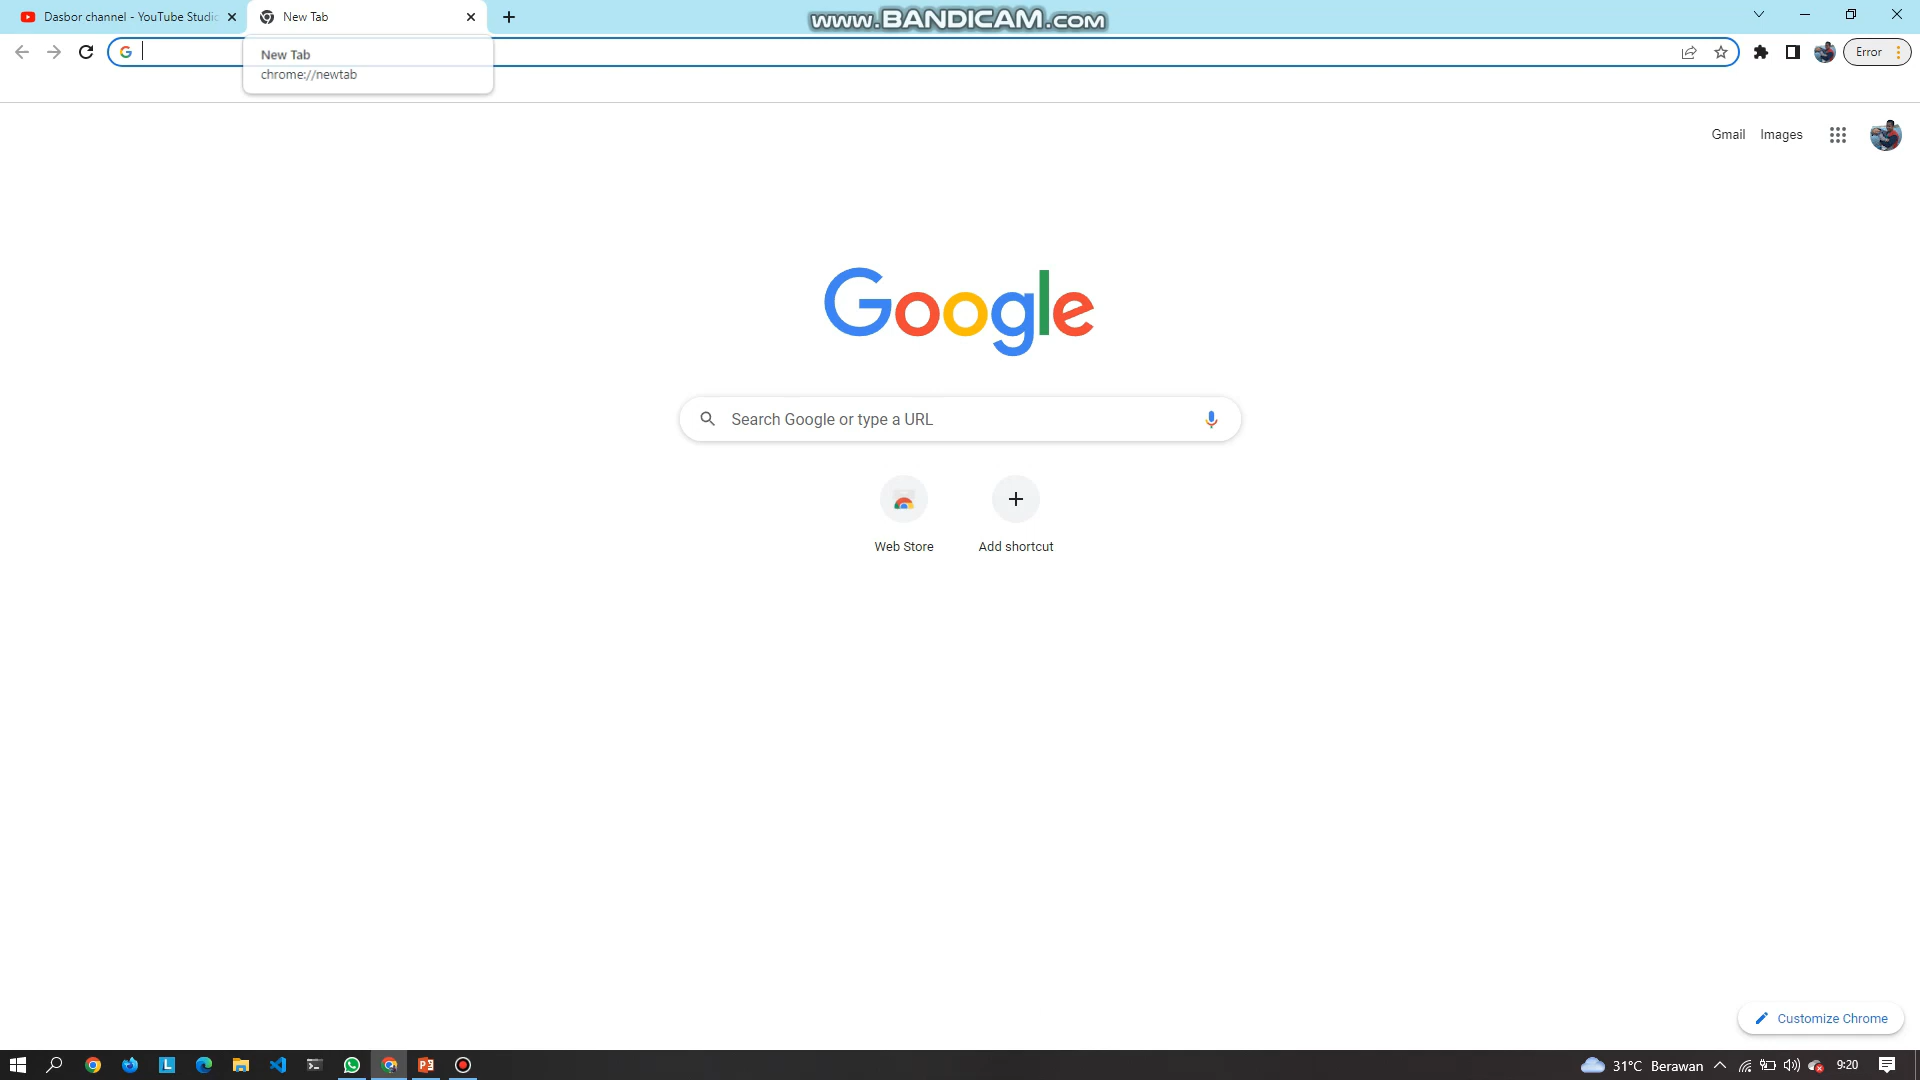 Dasbor channel - YouTube Studio
New Tab
www.BANDICAM.com
New Tab
chrome://newtab
Error
Gmail
Images
Google
Search Google or type a URL
Web Store
Add shortcut
Customize Chrome
31°C Berawan
9:20